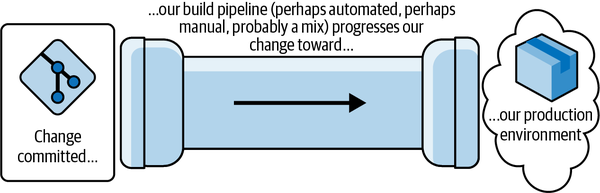 ...our build pipeline (perhaps automated, perhaps
manual, probably a mix) progresses our
change toward...
Change
committed...
...our production
environment